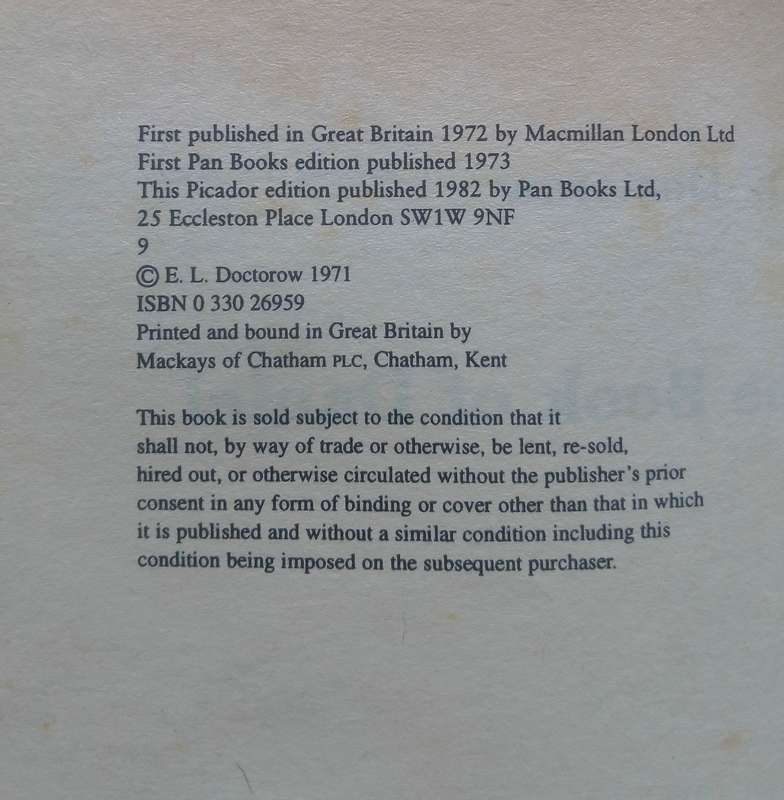 First published in Great Britain 1972 by Macmillan London Ltd
First Pan Books edition published 1973
This Picador edition published 1982 by Pan Books Ltd,
25 Eccleston Place London SW1W 9NF
9
© E. L. Doctorow 1971
ISBN 0 330 26959
Printed and bound in Great Britain by
Mackays of Chatham PLC, Chatham, Kent
This book is sold subject to the condition that it
shall not, by way of trade or otherwise, be lent, re-sold,
hired out, or otherwise circulated without the publisher's prior
consent in any form of binding or cover other than that in which
it is published and without a similar condition including this
condition being imposed on the subsequent purchaser.